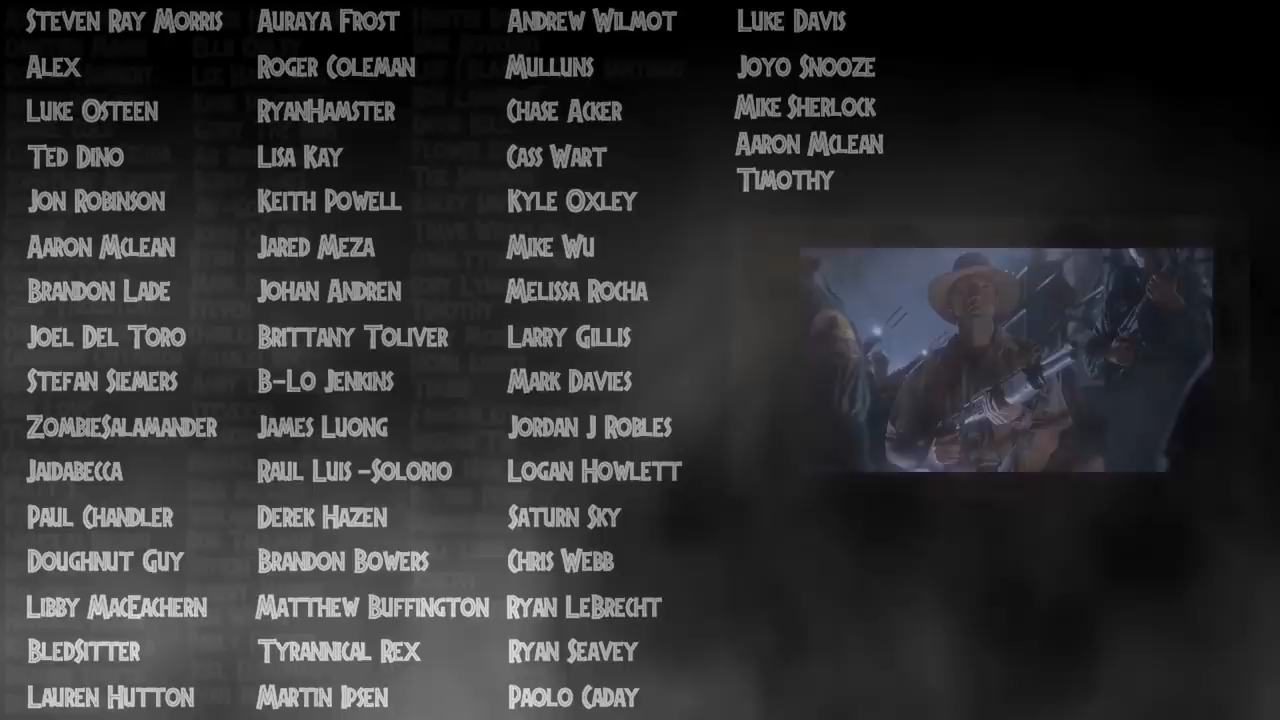 Steven Ray Morris
Alex
Luke Osteen
Ted Dino
Jon Robinson
Aaron Mclean
Brandon Lade
Joel Del Toro
Stefan Siemers
ZombieSalamander
Jaidabecca
Paul Chandler
Doughnut Guy
Libby MacEachern
BledSitter
Lauren Hutton
Auraya Frost
Roger Coleman
RyanHamster
Lisa Kay
Keith Powell
Jared Meza
Johan Andren
Brittany Toliver
B-Lo Jenkins
James Luong
Raul Luis -Solorio
Derek Hazen
Brandon Bowers
Matthew Buffington
Tyrannical Rex
Martin Ipsen
Andrew Wilmot
Mulluns
Chase Acker
Cass Wart
Kyle Oxley
Mike Wu
Melissa Rocha
Larry Gillis
Mark Davies
Jordan J Robles
Logan Howlett
Saturn Sky
Chris Webb
Ryan LeBrecht
Ryan Seavey
Paolo Caday
Luke Davis
Joyo Snooze
Mike Sherlock
Aaron Mclean
Timothy